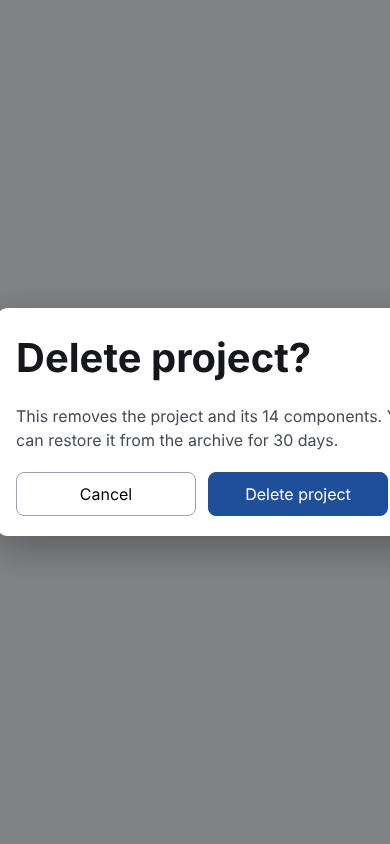 Delete project?
This removes the project and its 14 components.
can restore it from the archive for 30 days.
Cancel
Delete project